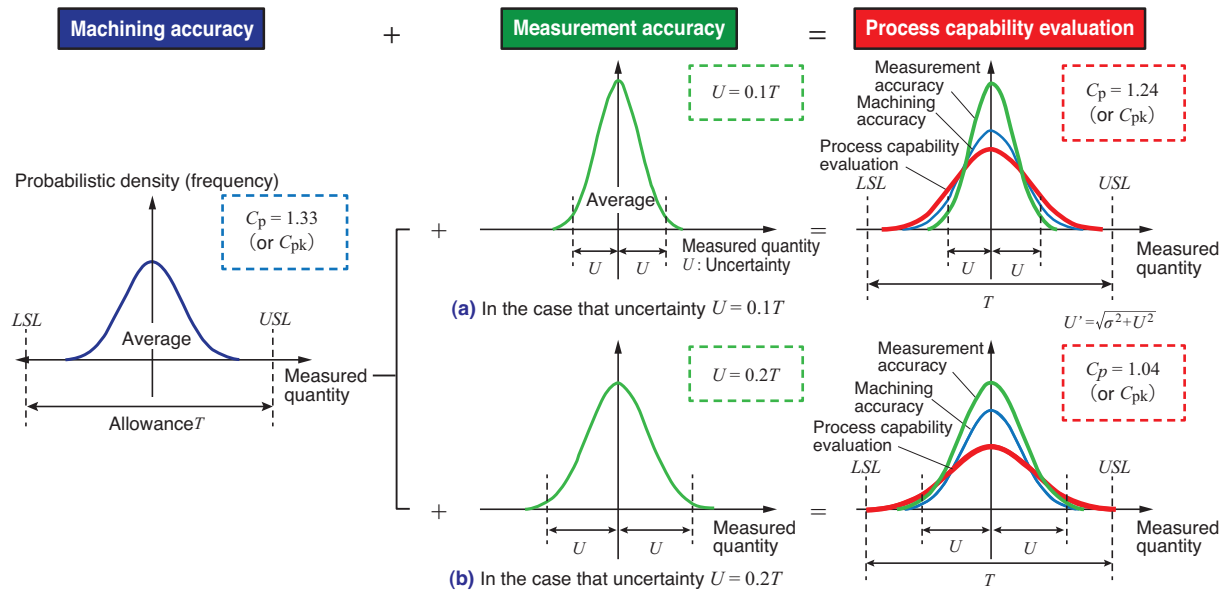 Machining accuracy + Measurement accuracy = Process capability evaluation
Probabilistic density (frequency)
Cp = 1.33
(or Cpk)
LSL
USL
Average
Measured
quantity
Allowance T
+
U = 0.1T
Average
Measured quantity
U : Uncertainty
U
U
(a) In the case that uncertainty U = 0.1T
=
Measurement
accuracy
Machining
accuracy
Process capability
evaluation
Cp = 1.24
(or Cpk)
LSL
USL
Measured
quantity
U
U
T
U' = √σ²+U²
+
U = 0.2T
Measured
quantity
U
U
(b) In the case that uncertainty U = 0.2T
=
Measurement
accuracy
Machining
accuracy
Process capability
evaluation
Cp = 1.04
(or Cpk)
LSL
USL
Measured
quantity
U
U
T